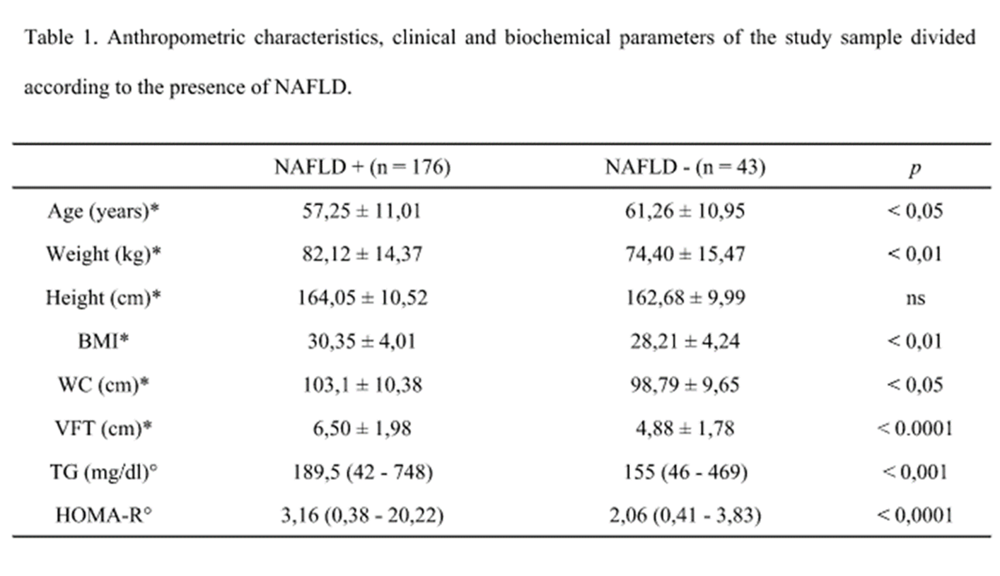 Table 1. Anthropometric characteristics, clinical and biochemical parameters of the study sample divided
according to the presence of NAFLD.
NAFLD + (n = 176) NAFLD - (n = 43) p
Age (years)* 57,25 ± 11,01 61,26 ± 10,95 < 0,05
Weight (kg)* 82,12 ± 14,37 74,40 ± 15,47 < 0,01
Height (cm)* 164,05 ± 10,52 162,68 ± 9,99 ns
BMI* 30,35 ± 4,01 28,21 ± 4,24 < 0,01
WC (cm)* 103,1 ± 10,38 98,79 ± 9,65 < 0,05
VFT (cm)* 6,50 ± 1,98 4,88 ± 1,78 < 0.0001
TG (mg/dl)° 189,5 (42 - 748) 155 (46 - 469) < 0,001
HOMA-R° 3,16 (0,38 - 20,22) 2,06 (0,41 - 3,83) < 0,0001